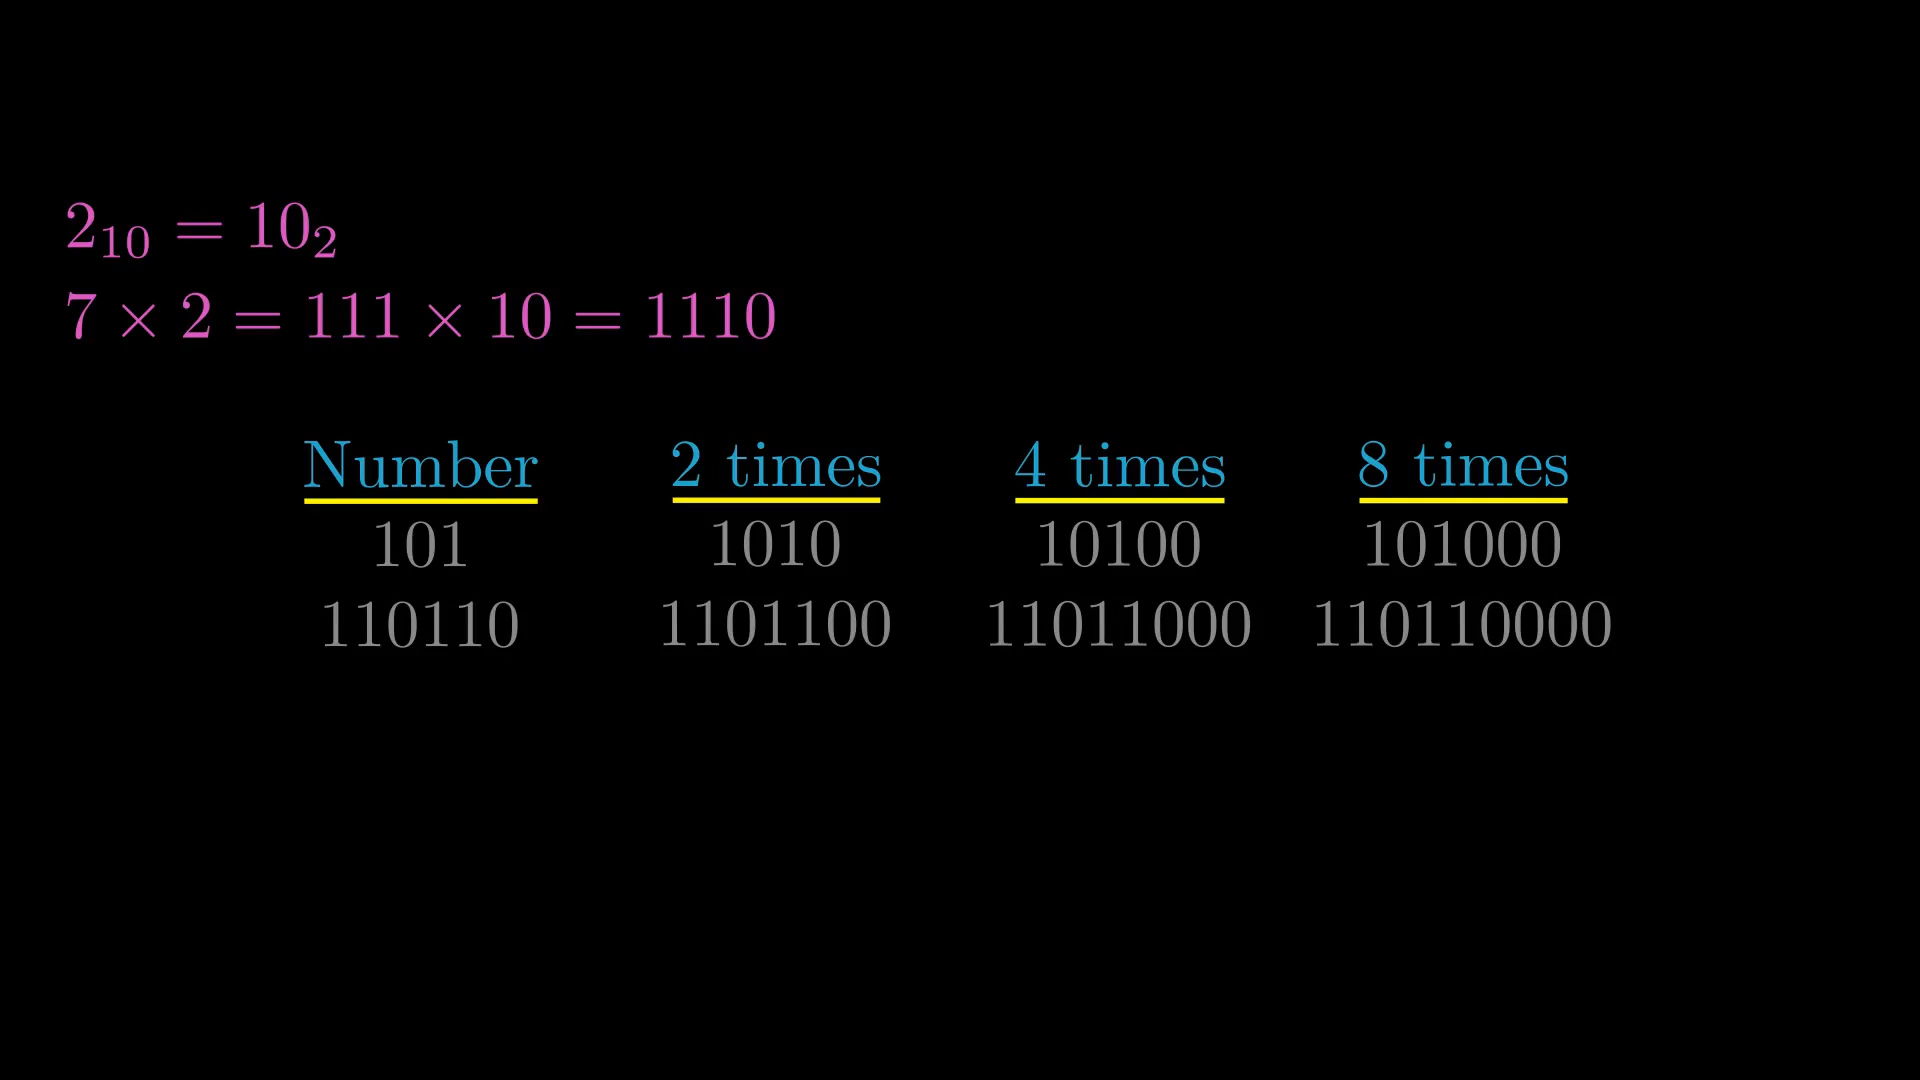 2₁₀ = 10₂
7 × 2 = 111 × 10 = 1110
Number 2 times 4 times 8 times
101 1010 10100 101000
110110 1101100 11011000 110110000